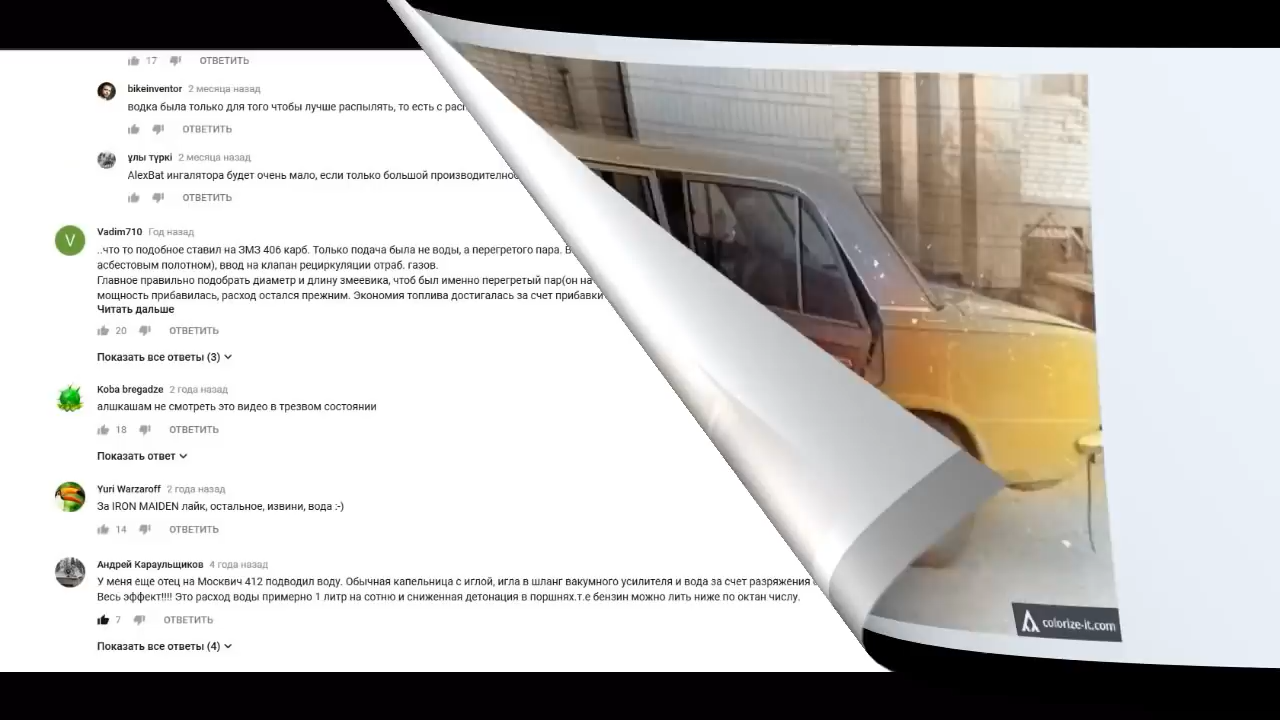 17 ОТВЕТИТЬ
bikeinventor 2 месяца назад
водка была только для того чтобы лучше распылять, то есть с
ОТВЕТИТЬ
ұлы түркі 2 месяца назад
AlexBat ингалятора будет очень мало, если только большой
ОТВЕТИТЬ
V
Vadim710 Год назад
..что то подобное ставил на ЗМЗ 406 карб. Только подача была не воды, а перегретого пара.
асбестовым полотном), ввод на клапан рециркуляции отраб. газов.
Главное правильно подобрать диаметр и длину змеевика, чтоб был именно перегретый пар(он на
мощность прибавилась, расход остался прежним. Экономия топлива достигалась за счет прибавки
Читать дальше
20 ОТВЕТИТЬ
Показать все ответы (3)
Koba bregadze 2 года назад
алшкашам не смотреть это видео в трезвом состоянии
18 ОТВЕТИТЬ
Показать ответ
Yuri Warzaroff 2 года назад
За IRON MAIDEN лайк, остальное, извини, вода :-)
14 ОТВЕТИТЬ
Андрей Караульщиков 4 года назад
У меня еще отец на Москвич 412 подводил воду. Обычная капельница с иглой, игла в шланг вакумного усилителя и вода за счет разряжения
Весь эффект!!!! Это расход воды примерно 1 литр на сотню и сниженная детонация в поршнях.т.е бензин можно лить ниже по октан числу.
7 ОТВЕТИТЬ
Показать все ответы (4)
colorize-it.com